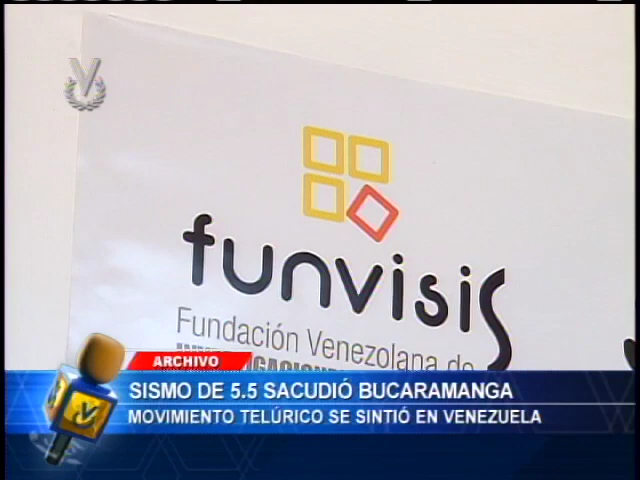 funvisis
Fundación Venezolana de
ARCHIVO
SISMO DE 5.5 SACUDIÓ BUCARAMANGA
MOVIMIENTO TELÚRICO SE SINTIÓ EN VENEZUELA